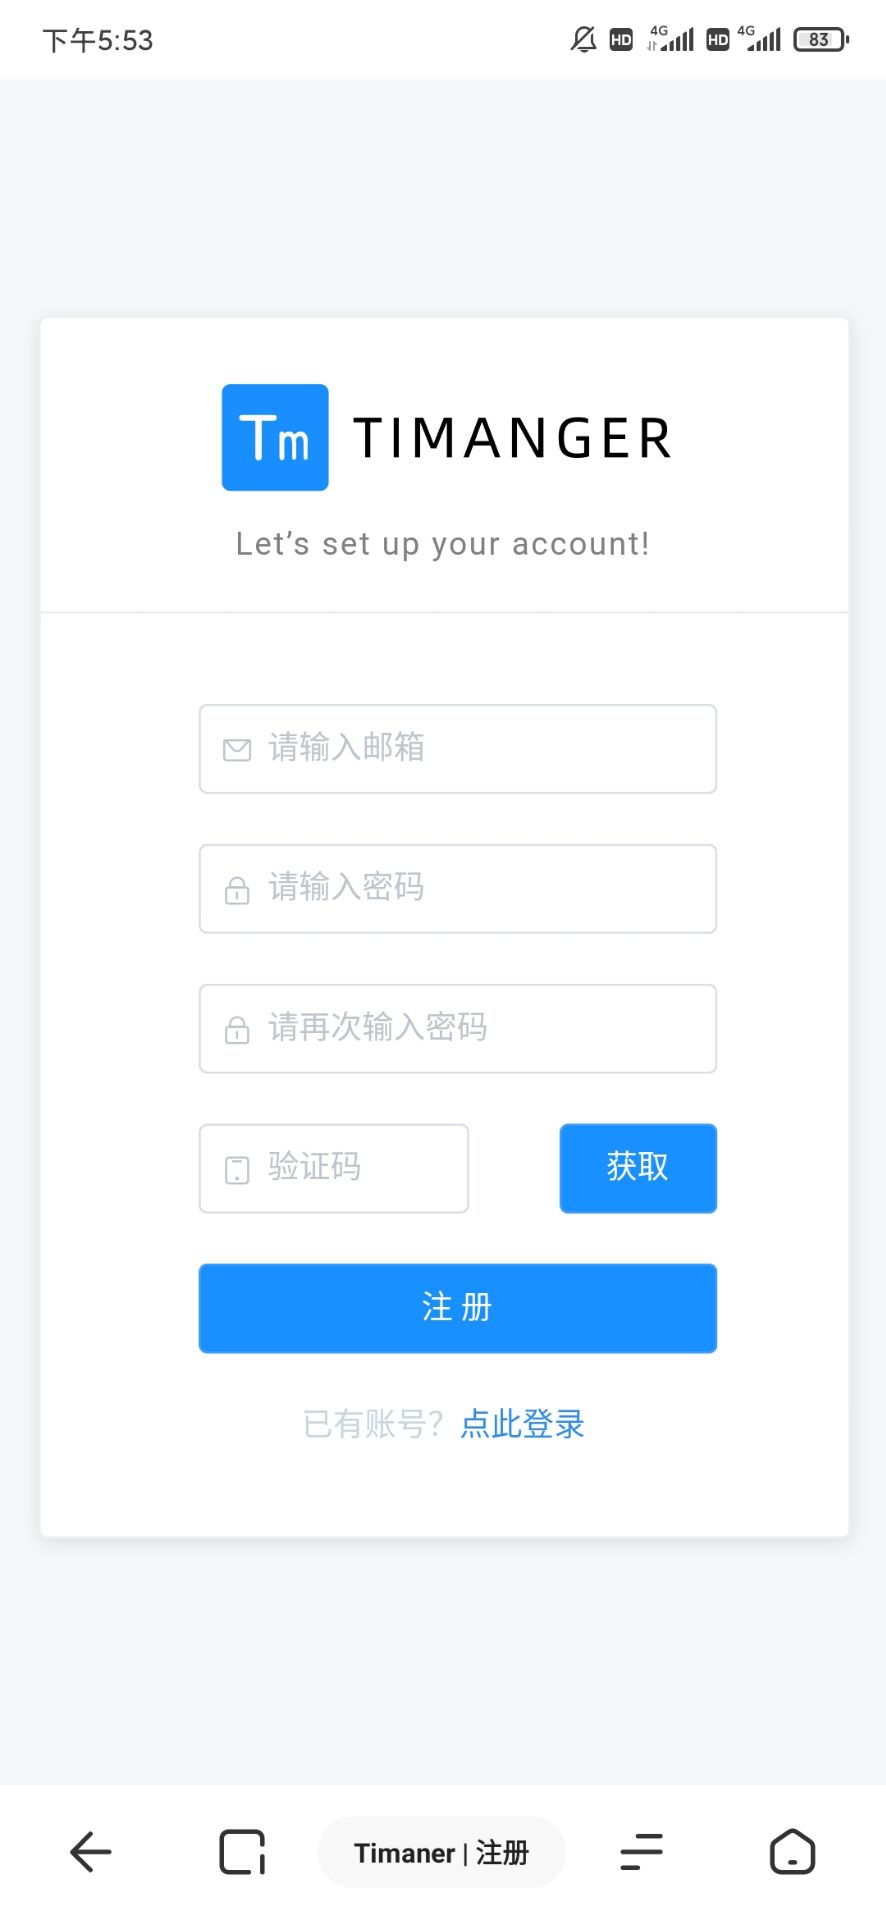 下午5:53
HD 4G HD 4G 83
Tm TIMANGER
Let’s set up your account!
请输入邮箱
请输入密码
请再次输入密码
验证码 获取
注 册
已有账号？点此登录
Timaner | 注册